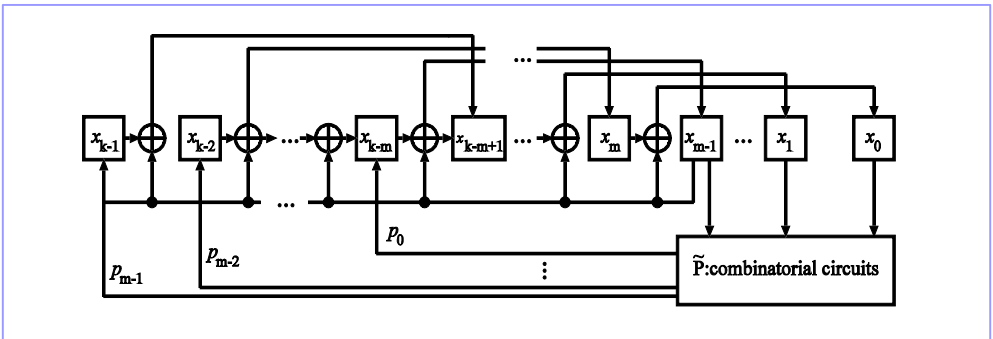 ...
x_{k-1} x_{k-2} ... x_{k-m} x_{k-m+1} ... x_m x_{m-1} ... x_1 x_0
...
p_0
p_{m-2}
p_{m-1}
⋮
P̃:combinatorial circuits